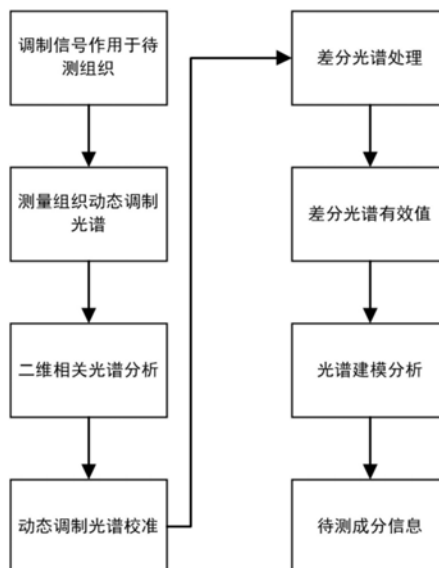 调制信号作用于待
测组织
测量组织动态调制
光谱
二维相关光谱分析
动态调制光谱校准
差分光谱处理
差分光谱有效值
光谱建模分析
待测成分信息